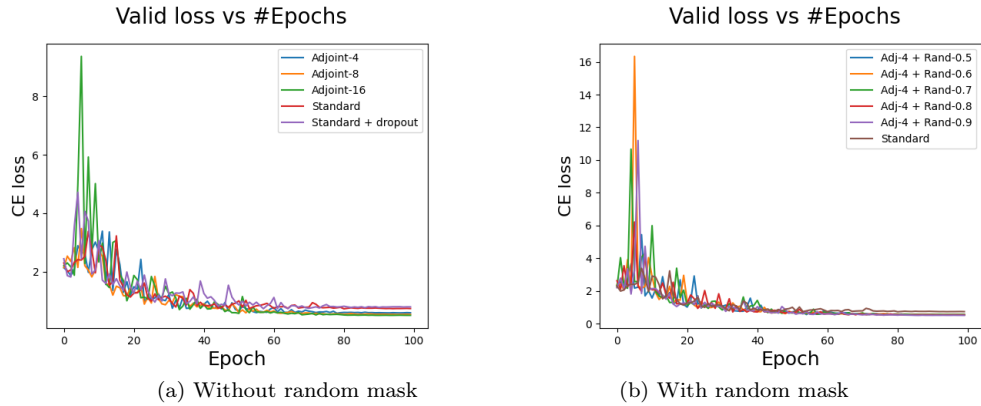 Valid loss vs #Epochs
8
6
4
2
0
20
40
60
80
100
CE loss
Epoch
Adjoint-4
Adjoint-8
Adjoint-16
Standard
Standard + dropout
(a) Without random mask
Valid loss vs #Epochs
16
14
12
10
8
6
4
2
0
0
20
40
60
80
100
CE loss
Epoch
Adj-4 + Rand-0.5
Adj-4 + Rand-0.6
Adj-4 + Rand-0.7
Adj-4 + Rand-0.8
Adj-4 + Rand-0.9
Standard
(b) With random mask